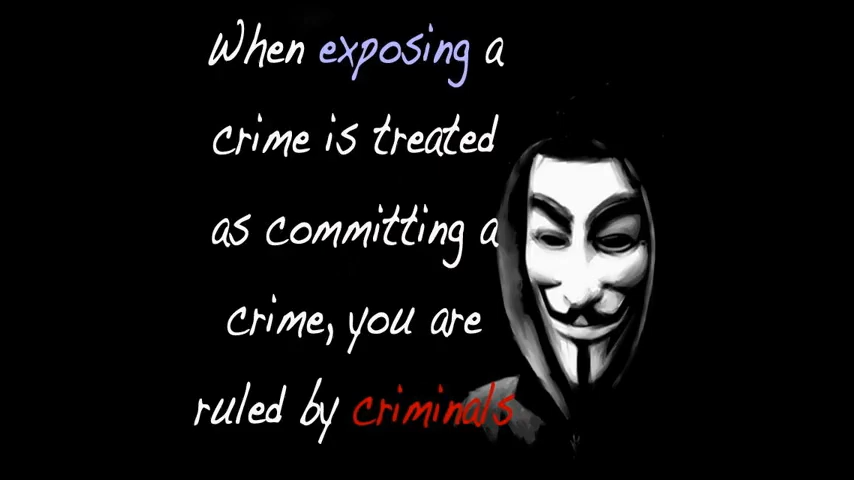 When exposing a
crime is treated
as committing a
crime, you are
ruled by criminals